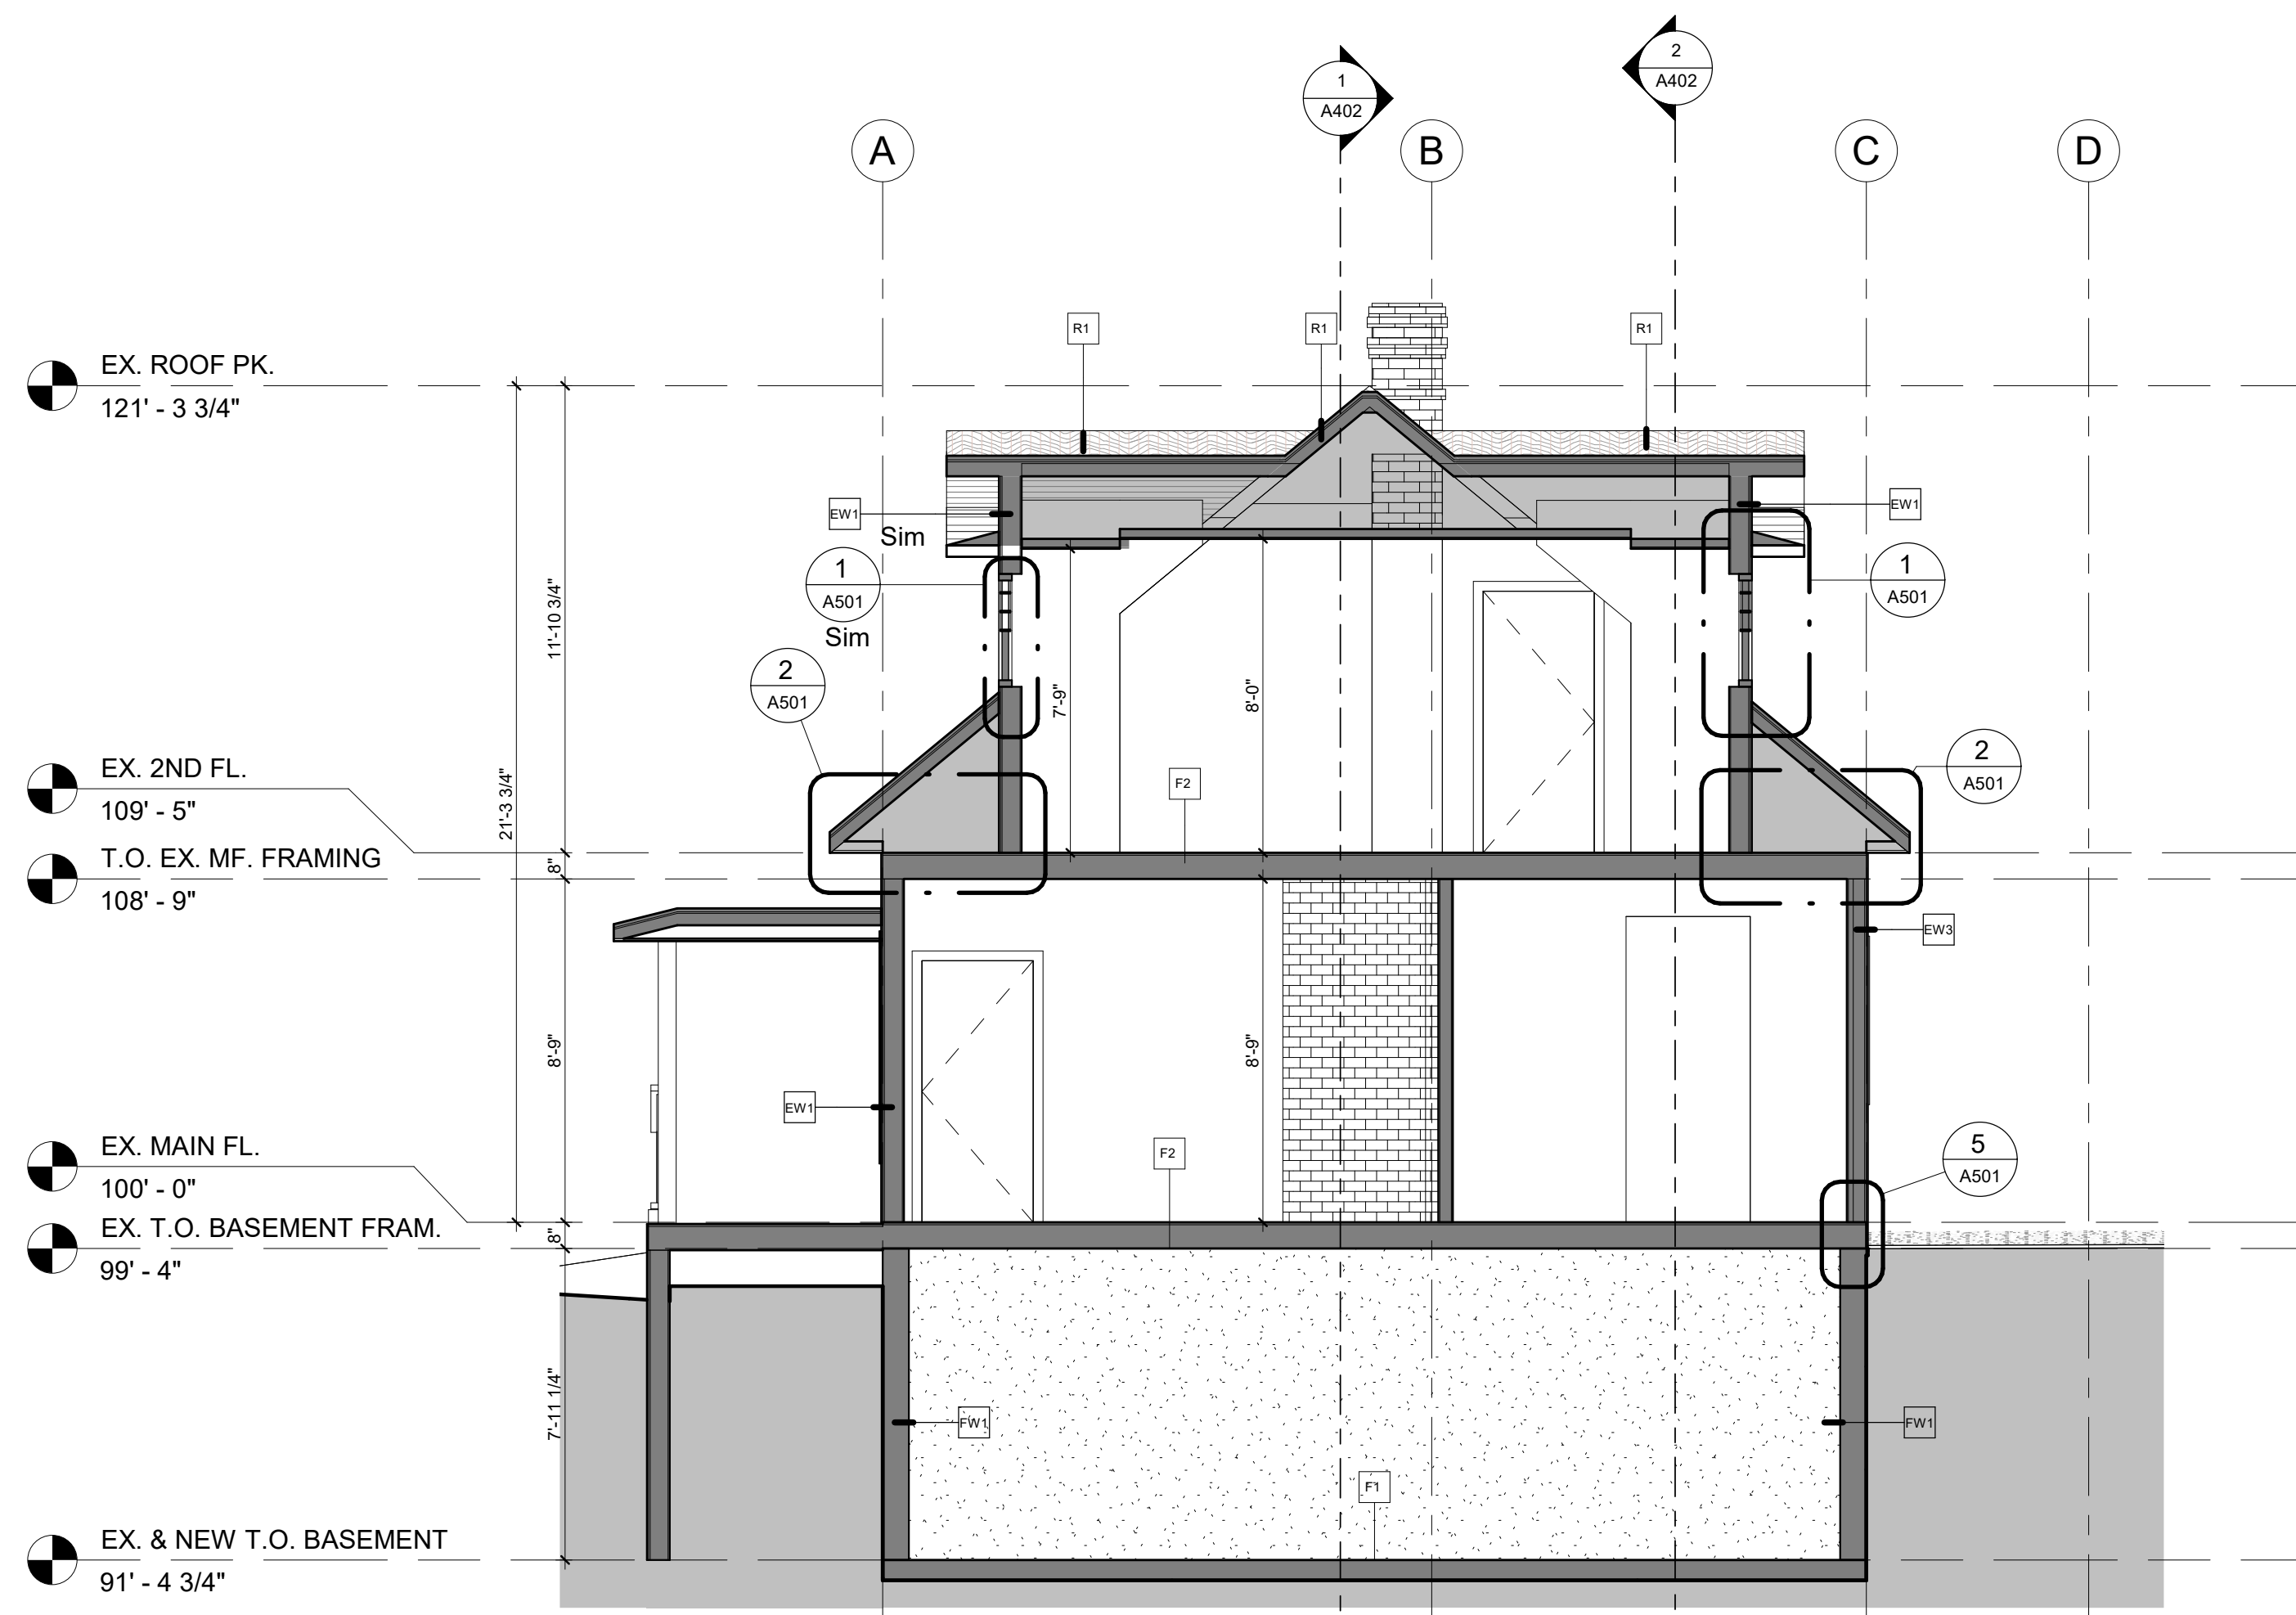 2
A402
1
A402
A
B
C
D
R1
R1
R1
EX. ROOF PK.
121' - 3 3/4"
EW1
EW1
Sim
1
A501
Sim
1
A501
11'-10 3/4"
2
A501
7'-9"
8'-0"
2
A501
EX. 2ND FL.
109' - 5"
F2
21'-3 3/4"
T.O. EX. MF. FRAMING
108' - 9"
8"
EW3
8'-9"
8'-9"
EW1
F2
5
A501
EX. MAIN FL.
100' - 0"
EX. T.O. BASEMENT FRAM.
99' - 4"
8"
7'-11 1/4"
FW1
FW1
F1
EX. & NEW T.O. BASEMENT
91' - 4 3/4"